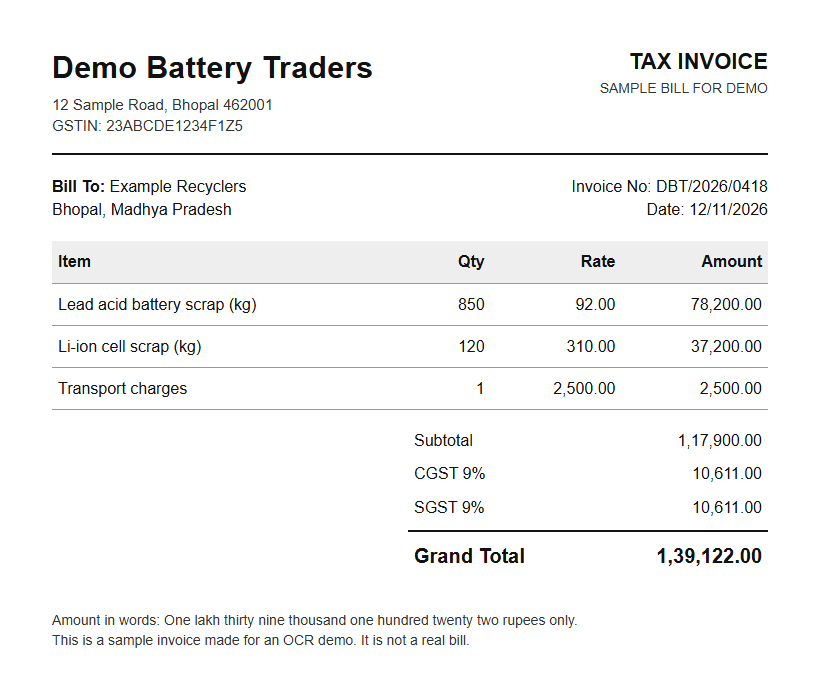 Demo Battery Traders
12 Sample Road, Bhopal 462001
GSTIN: 23ABCDE1234F1Z5
TAX INVOICE
SAMPLE BILL FOR DEMO
Bill To: Example Recyclers
Bhopal, Madhya Pradesh
Invoice No: DBT/2026/0418
Date: 12/11/2026
Item Qty Rate Amount
Lead acid battery scrap (kg) 850 92.00 78,200.00
Li-ion cell scrap (kg) 120 310.00 37,200.00
Transport charges 1 2,500.00 2,500.00
Subtotal 1,17,900.00
CGST 9% 10,611.00
SGST 9% 10,611.00
Grand Total 1,39,122.00
Amount in words: One lakh thirty nine thousand one hundred twenty two rupees only.
This is a sample invoice made for an OCR demo. It is not a real bill.